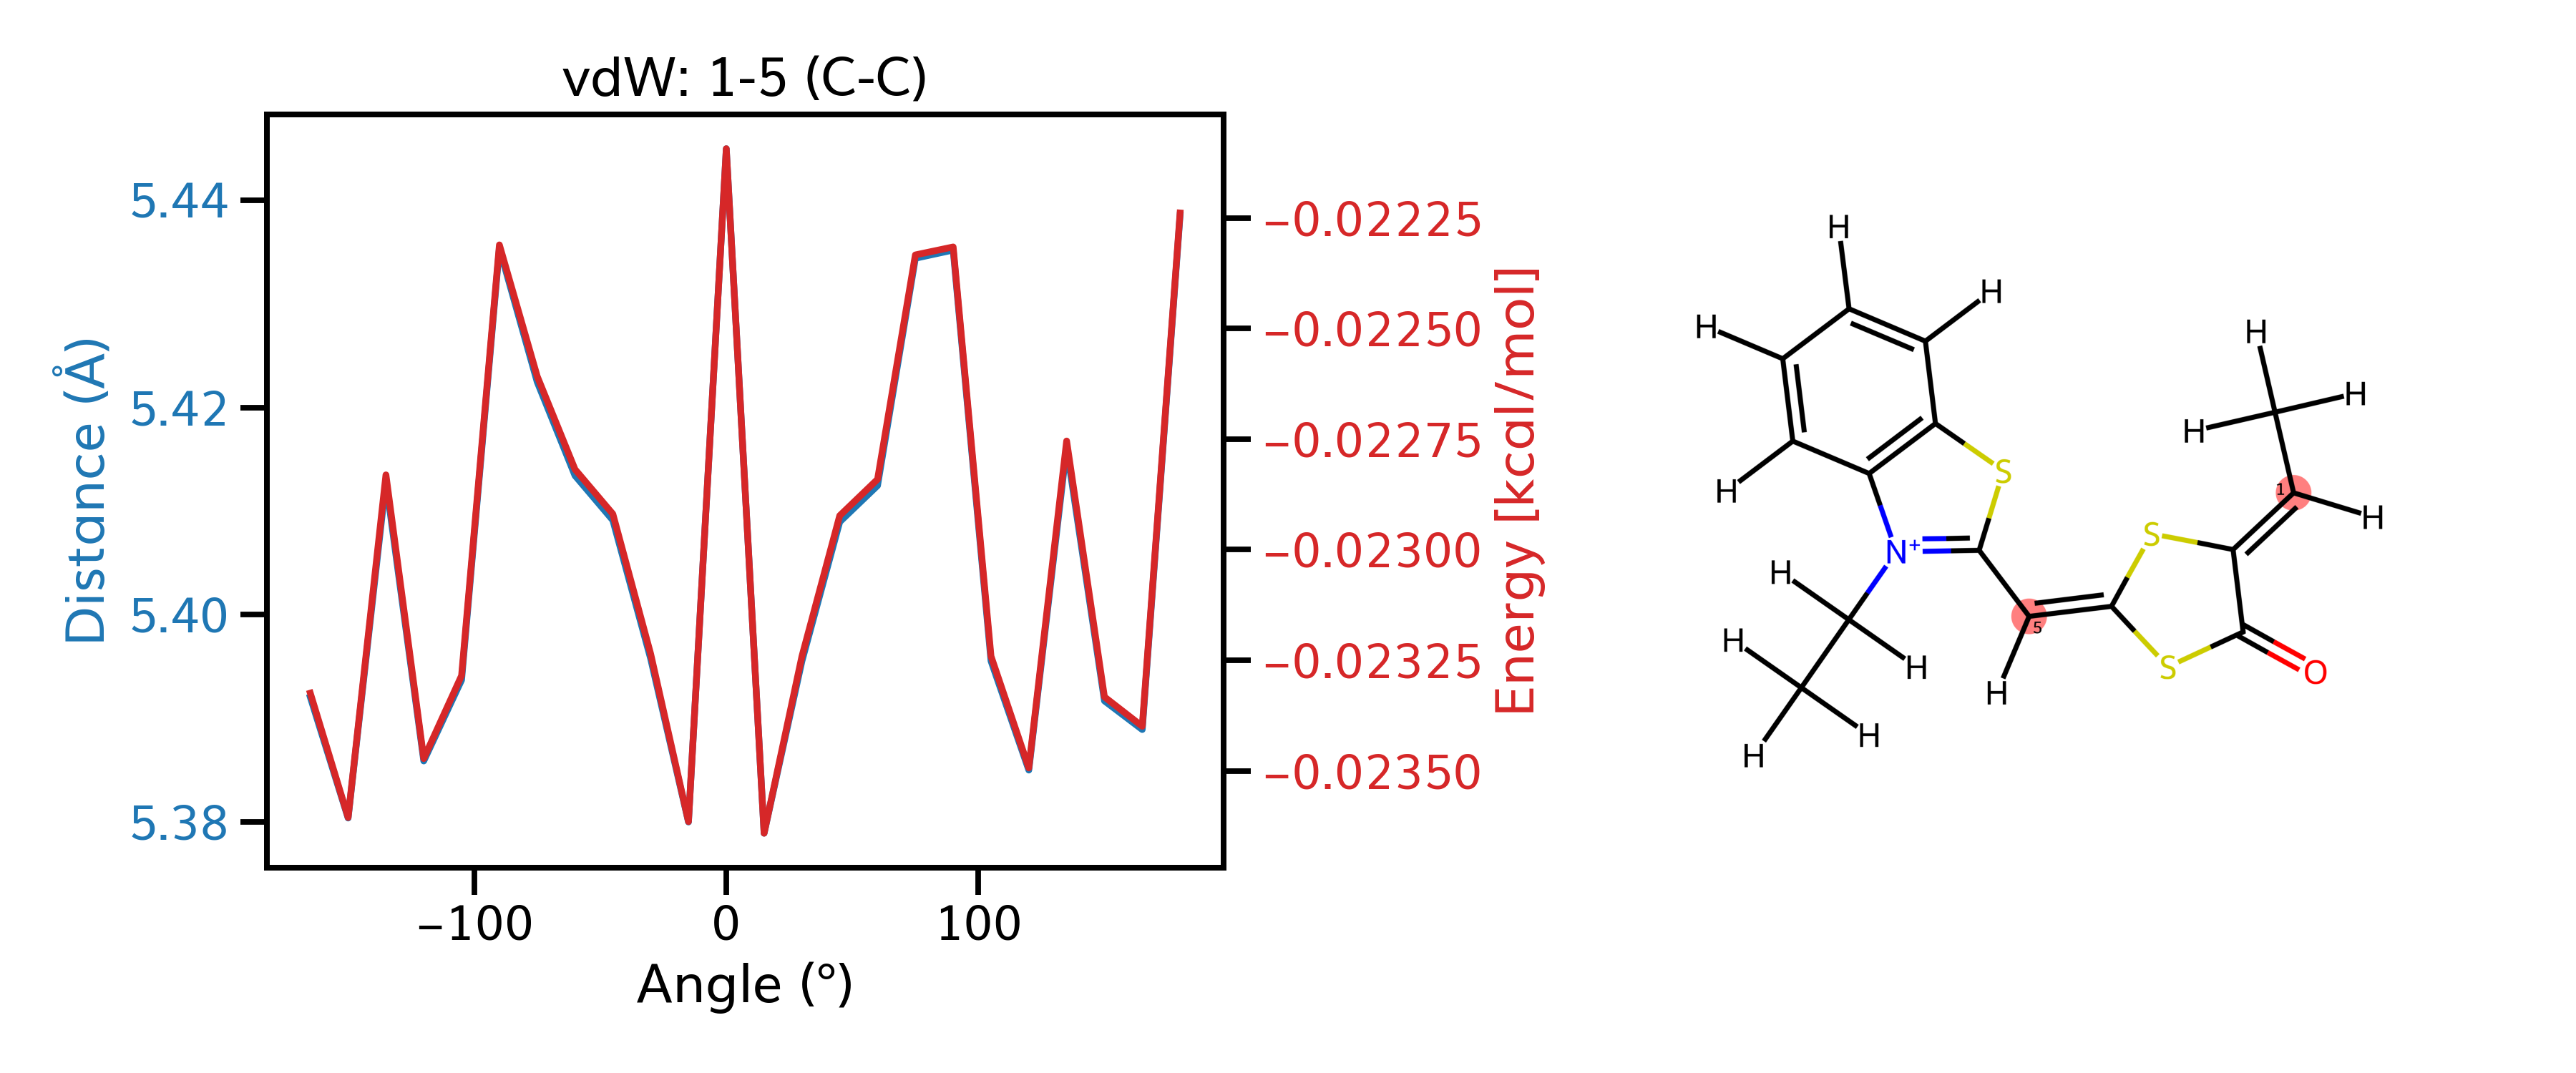 vdW: 1-5 (C-C)
Distance (Å)
5.44
5.42
5.40
5.38
−100
0
100
Angle (°)
−0.02225
−0.02250
−0.02275
−0.02300
−0.02325
−0.02350
Energy [kcal/mol]
H
H
H
H
H
H
H
S
1
H
S
N+
H
H
5
S
H
H
O
H
H